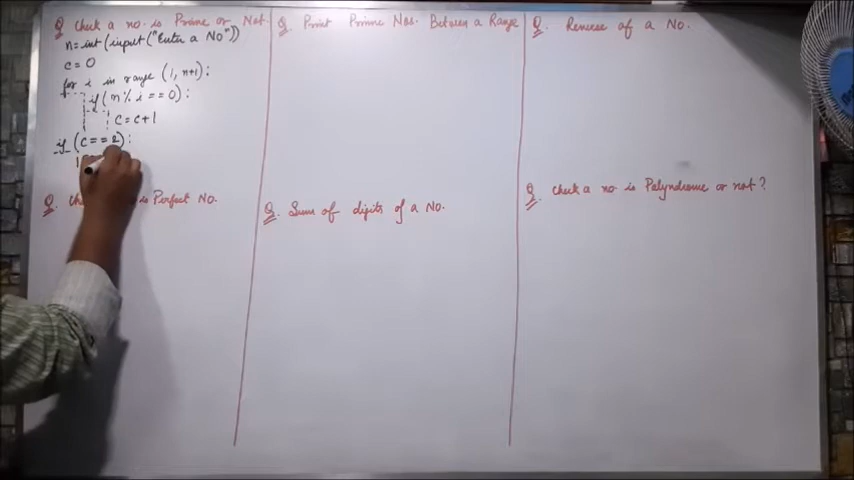 Q Check a no. is Prime or Not.
n=int(input("Enter a No"))
c=0
for i in range (1, n+1):
if(n%i==0):
c=c+1
if (c==2):
Q. is Perfect No.
Q. Print Prime Nos. Between a Range
Q. Sum of digits of a No.
Q. Reverse of a No.
Q. Check a no is Palyndrome or not?